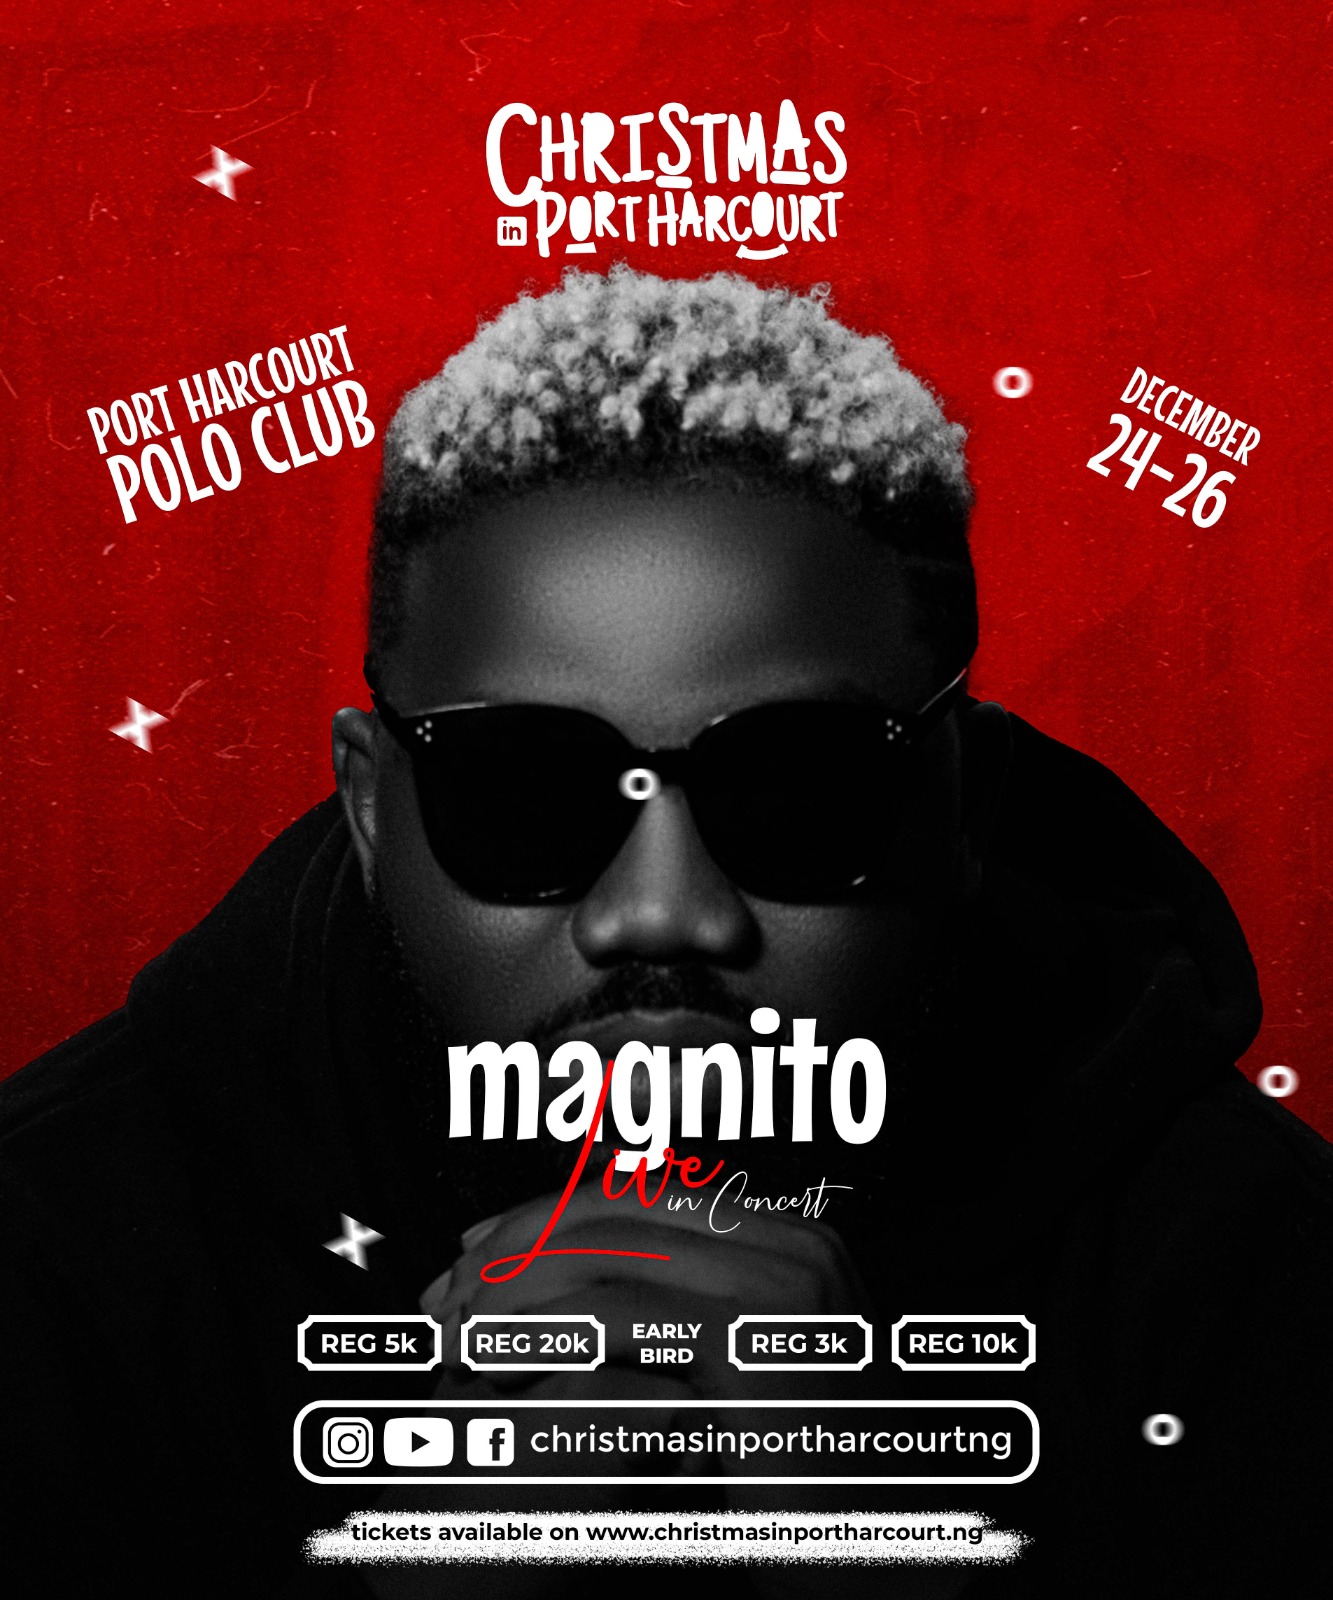 CHRISTMAS
in PORT HARCOURT
PORT HARCOURT
POLO CLUB
DECEMBER
24-26
magnito
Live
in Concert
REG 5k
REG 20k
EARLY
BIRD
REG 3k
REG 10k
christmasinportharcourtng
tickets available on www.christmasinportharcourt.ng